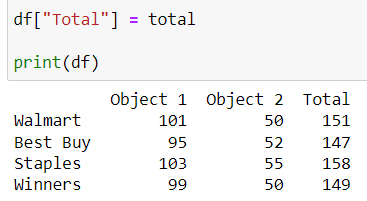 df["Total"] = total
print(df)
Object 1 Object 2 Total
Walmart 101 50 151
Best Buy 95 52 147
Staples 103 55 158
Winners 99 50 149